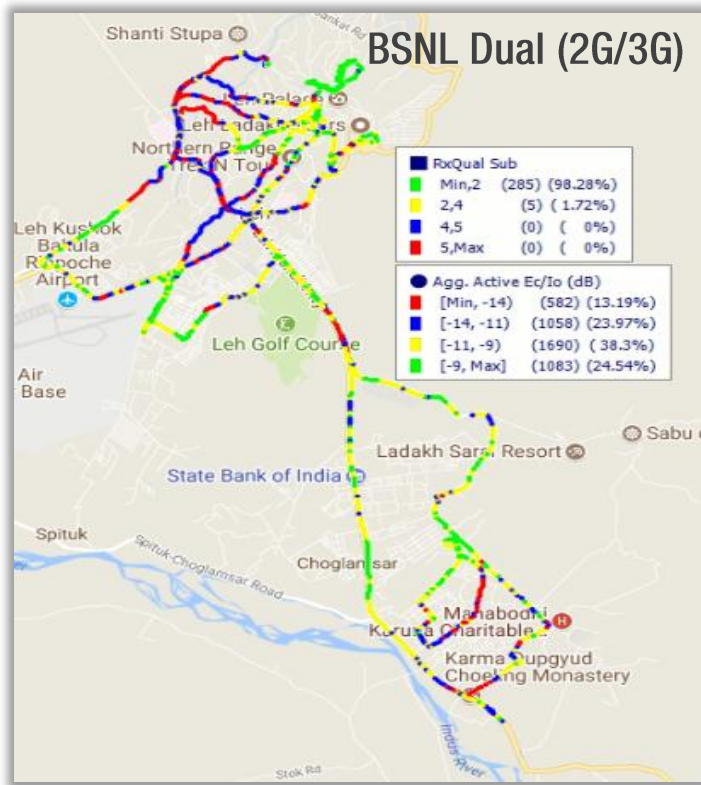 BSNL Dual (2G/3G)
Shanti Stupa
Sankar Rd
Leh Palace
Leh Ladakh
Northern Range
Leh Kushok
Bakula
Rimpoche
Airport
RxQual Sub
Min,2 (285) (98.28%)
2,4 (5) ( 1.72%)
4,5 (0) ( 0%)
5,Max (0) ( 0%)
Agg. Active Ec/Io (dB)
[Min, -14) (582) (13.19%)
[-14, -11) (1058) (23.97%)
[-11, -9) (1690) ( 38.3%)
[-9, Max] (1083) (24.54%)
Leh Golf Course
Air
Base
Ladakh Sarai Resort
Sabu
State Bank of India
Spituk
Spituk-Choglamsar Road
Choglamsar
Mahabodhi
Karuna Charitable
H
Karma Dupgyud
Choeling Monastery
Indus River
Stok Rd